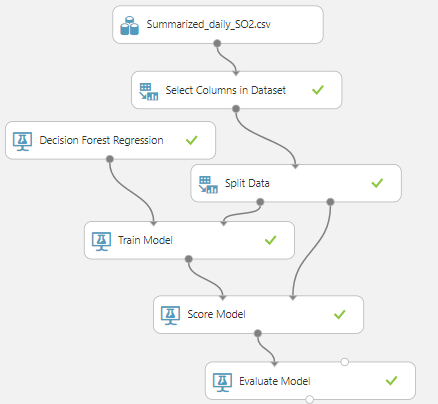 Summarized_daily_SO2.csv
Select Columns in Dataset
Decision Forest Regression
Split Data
Train Model
Score Model
Evaluate Model